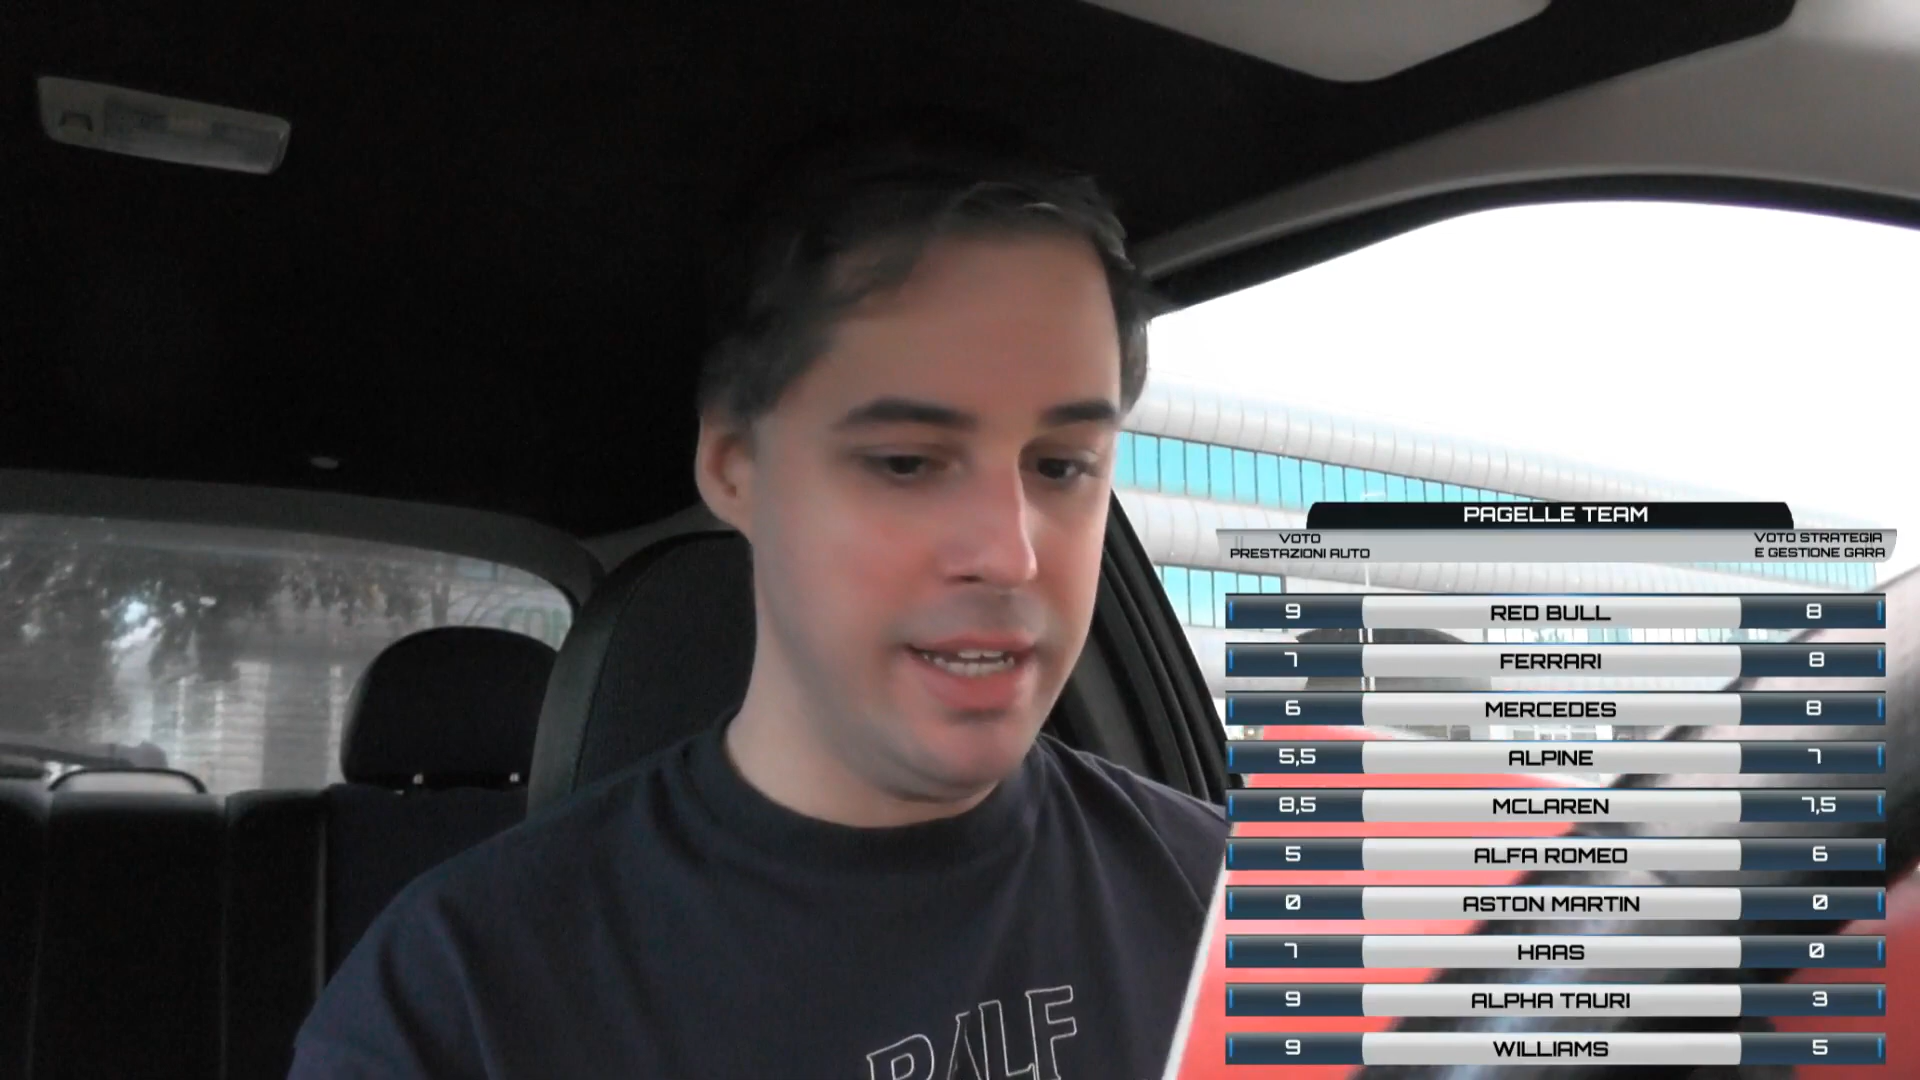 PAGELLE TEAM
VOTO
PRESTAZIONI AUTO
VOTO STRATEGIA
E GESTIONE GARA
9 RED BULL 8
7 FERRARI 8
6 MERCEDES 8
5,5 ALPINE 7
8,5 MCLAREN 7,5
5 ALFA ROMEO 6
0 ASTON MARTIN 0
7 HAAS 0
9 ALPHA TAURI 3
9 WILLIAMS 5
RALF